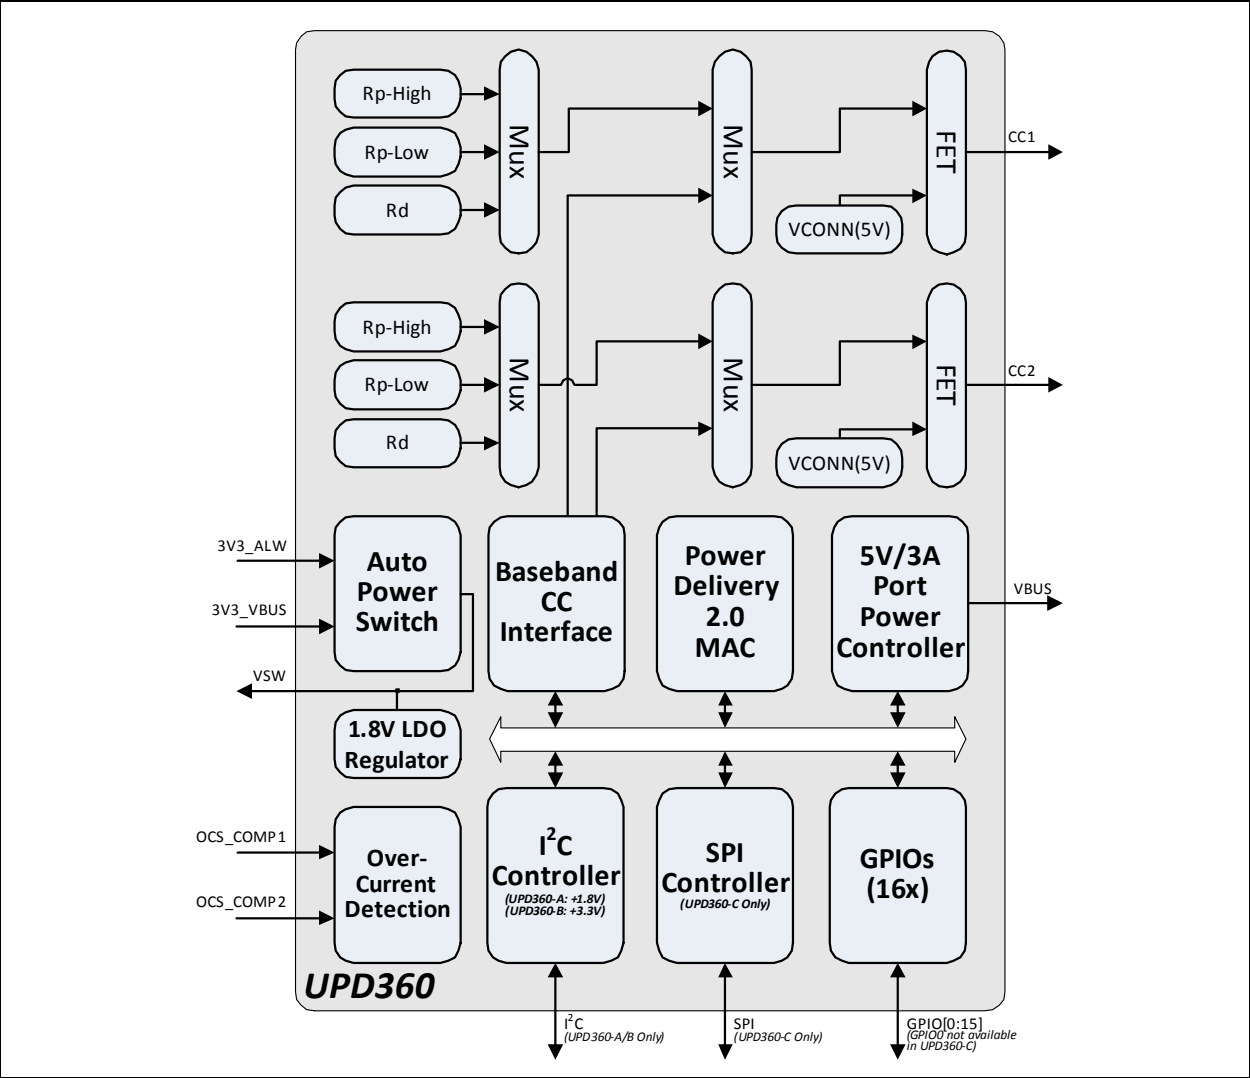 Rp-High
Rp-Low
Rd
Mux
Mux
FET
CC1
VCONN(5V)
Rp-High
Rp-Low
Rd
Mux
Mux
FET
CC2
VCONN(5V)
3V3_ALW
3V3_VBUS
VSW
Auto
Power
Switch
Baseband
CC
Interface
Power
Delivery
2.0
MAC
5V/3A
Port
Power
Controller
VBUS
1.8V LDO
Regulator
OCS_COMP1
OCS_COMP2
Over-
Current
Detection
I²C
Controller
(UPD360-A: +1.8V)
(UPD360-B: +3.3V)
SPI
Controller
(UPD360-C Only)
GPIOs
(16x)
UPD360
I²C
(UPD360-A/B Only)
SPI
(UPD360-C Only)
GPIO[0:15]
(GPIO0 not available
in UPD360-C)